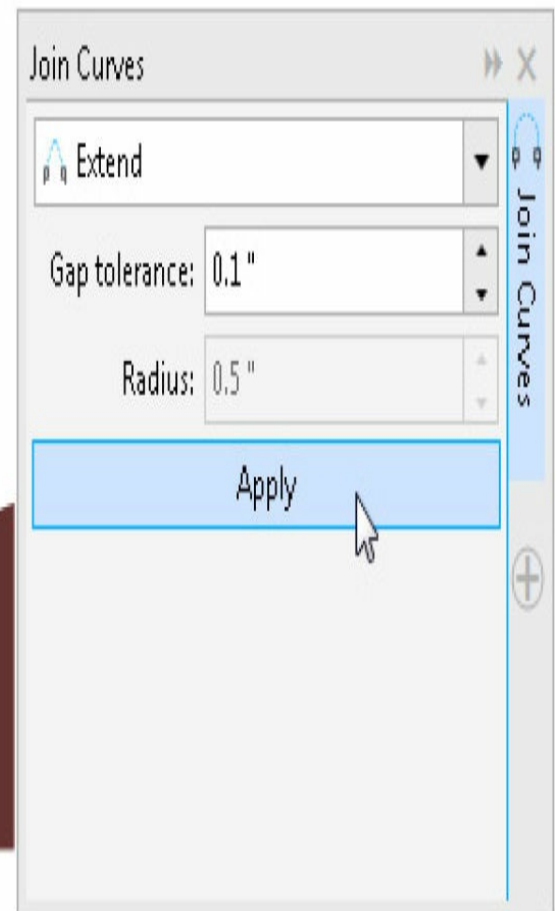 Join Curves
Extend
Gap tolerance: 0.1 "
Radius: 0.5 "
Apply
Join Curves